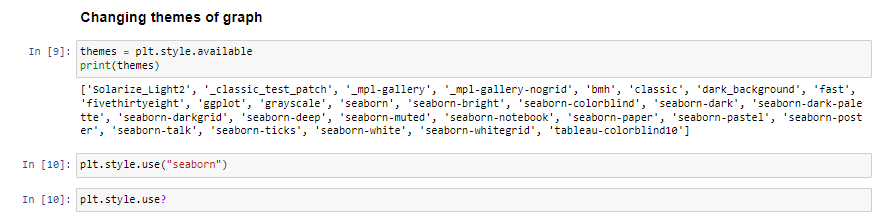 Changing themes of graph
In [9]: themes = plt.style.available
print(themes)
['Solarize_Light2', '_classic_test_patch', '_mpl-gallery', '_mpl-gallery-nogrid', 'bmh', 'classic', 'dark_background', 'fast',
'fivethirtyeight', 'ggplot', 'grayscale', 'seaborn', 'seaborn-bright', 'seaborn-colorblind', 'seaborn-dark', 'seaborn-dark-pale
tte', 'seaborn-darkgrid', 'seaborn-deep', 'seaborn-muted', 'seaborn-notebook', 'seaborn-paper', 'seaborn-pastel', 'seaborn-post
er', 'seaborn-talk', 'seaborn-ticks', 'seaborn-white', 'seaborn-whitegrid', 'tableau-colorblind10']
In [10]: plt.style.use("seaborn")
In [10]: plt.style.use?